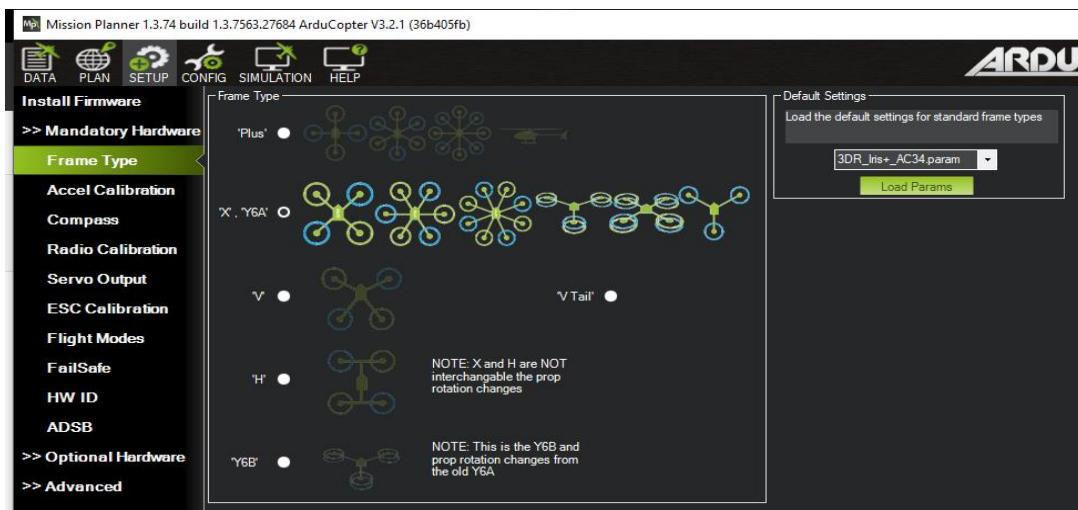 Mission Planner 1.3.74 build 1.3.7563.27684 ArduCopter V3.2.1 (36b405fb)
DATA PLAN SETUP CONFIG SIMULATION HELP
ARDU
Install Firmware
>> Mandatory Hardware
Frame Type
Accel Calibration
Compass
Radio Calibration
Servo Output
ESC Calibration
Flight Modes
FailSafe
HW ID
ADSB
>> Optional Hardware
>> Advanced
Frame Type
'Plus'
'X', 'Y6A'
'V'
'V Tail'
'H'
NOTE: X and H are NOT
interchangable the prop
rotation changes
'Y6B'
NOTE: This is the Y6B and
prop rotation changes from
the old Y6A
Default Settings
Load the default settings for standard frame types
3DR_Iris+_AC34.param
Load Params